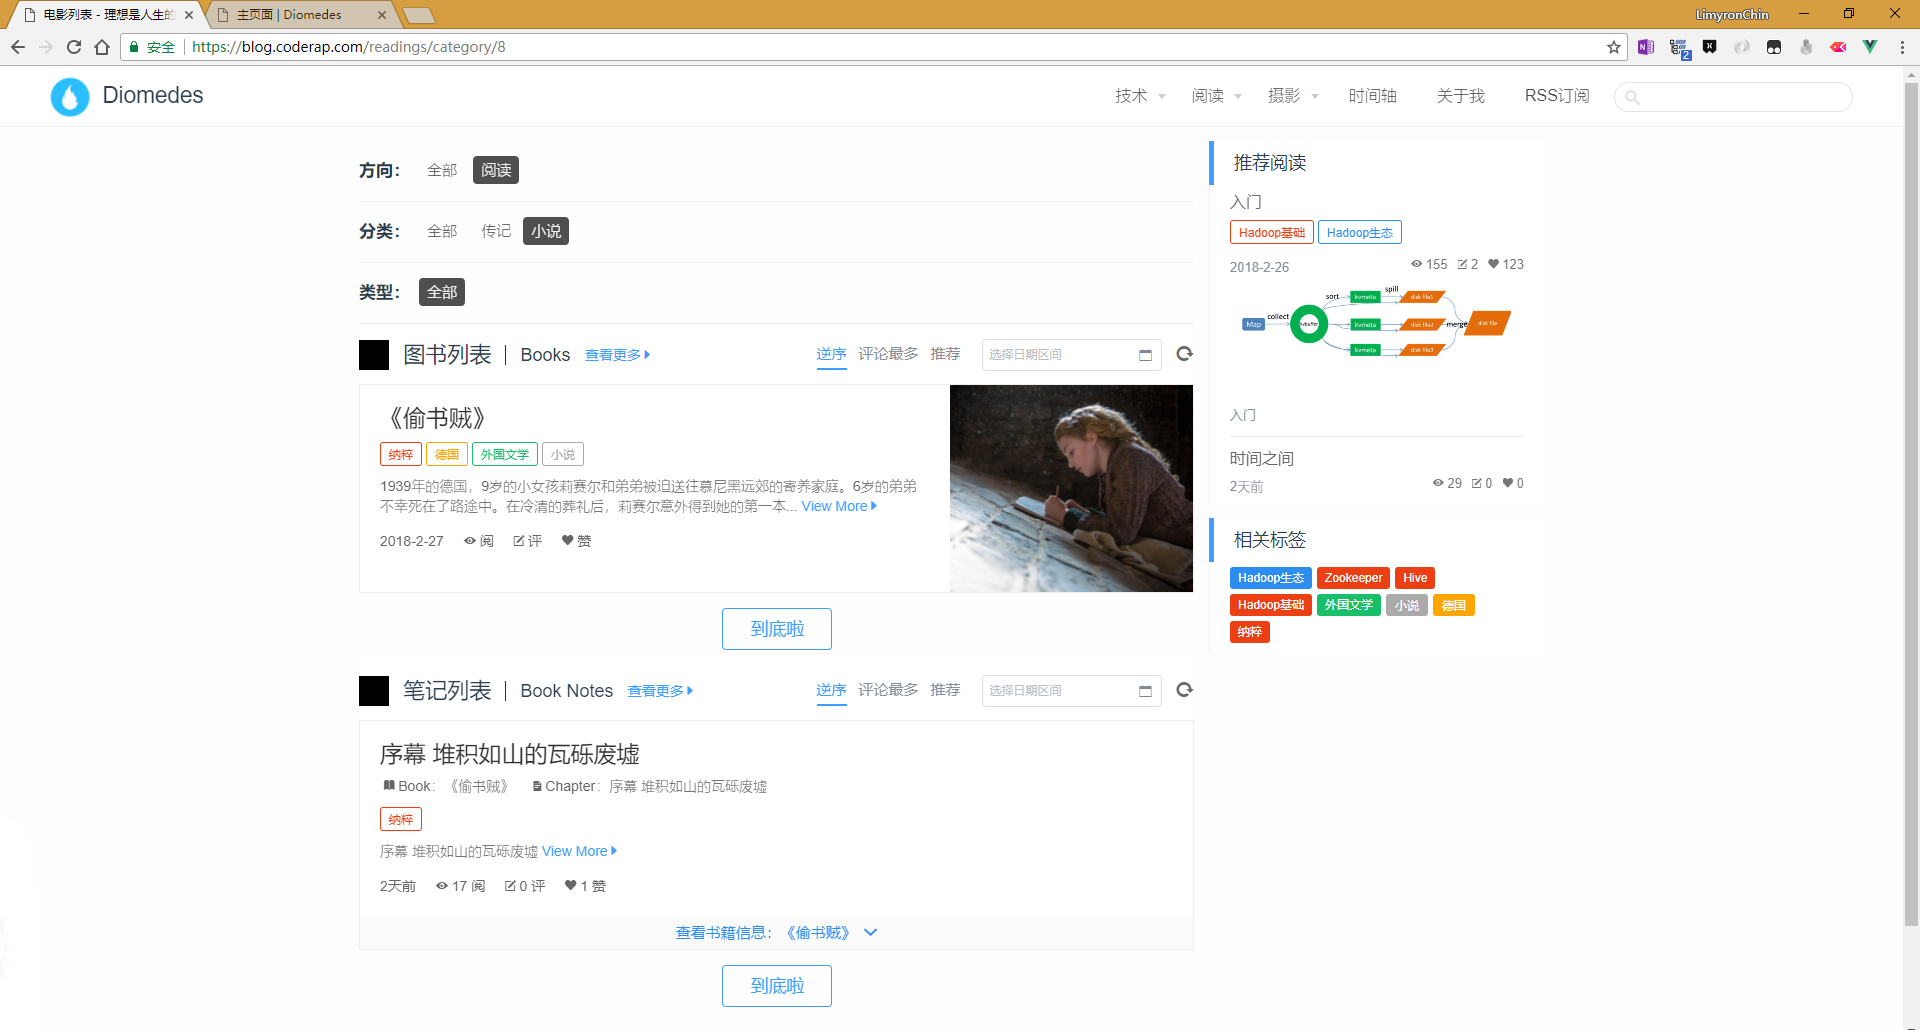 电影列表 - 理想是人生的
主页面 | Diomedes
LimyronChin
安全
https://blog.coderap.com/readings/category/8
2
Diomedes
技术 阅读 摄影 时间轴 关于我 RSS订阅
方向： 全部 阅读
分类： 全部 传记 小说
类型： 全部
图书列表 | Books 查看更多
逆序 评论最多 推荐 选择日期区间
《偷书贼》
纳粹 德国 外国文学 小说
1939年的德国，9岁的小女孩莉赛尔和弟弟被迫送往慕尼黑远郊的寄养家庭。6岁的弟弟
不幸死在了路途中。在冷清的葬礼后，莉赛尔意外得到她的第一本... View More
2018-2-27 阅 评 赞
到底啦
笔记列表 | Book Notes 查看更多
逆序 评论最多 推荐 选择日期区间
序幕 堆积如山的瓦砾废墟
Book： 《偷书贼》 Chapter： 序幕 堆积如山的瓦砾废墟
纳粹
序幕 堆积如山的瓦砾废墟 View More
2天前 17 阅 0 评 1 赞
查看书籍信息：《偷书贼》
到底啦
推荐阅读
入门
Hadoop基础 Hadoop生态
2018-2-26 155 2 123
sort kvmeta spill disk file1
Map collect kvbuffer kvmeta disk file2 merge disk file
kvmeta disk file3
入门
时间之间
2天前 29 0 0
相关标签
Hadoop生态 Zookeeper Hive
Hadoop基础 外国文学 小说 德国
纳粹